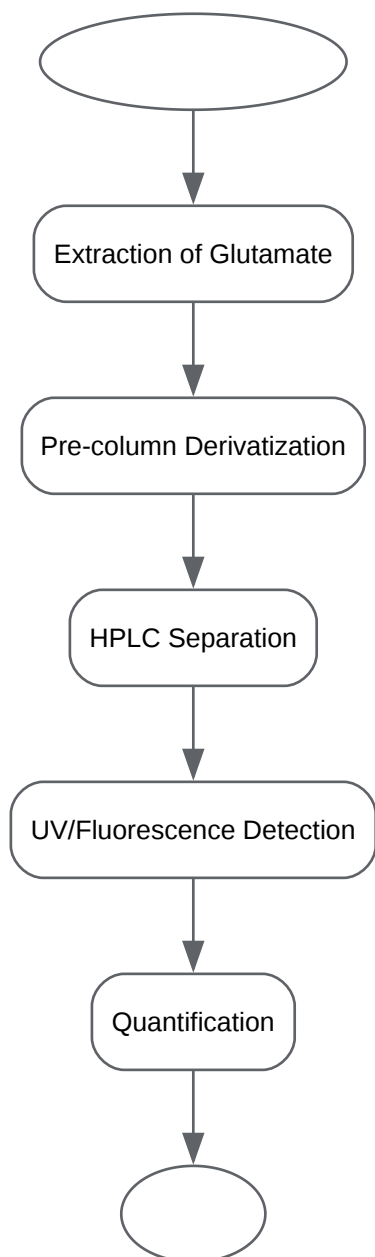 Extraction of Glutamate
Pre-column Derivatization
HPLC Separation
UV/Fluorescence Detection
Quantification